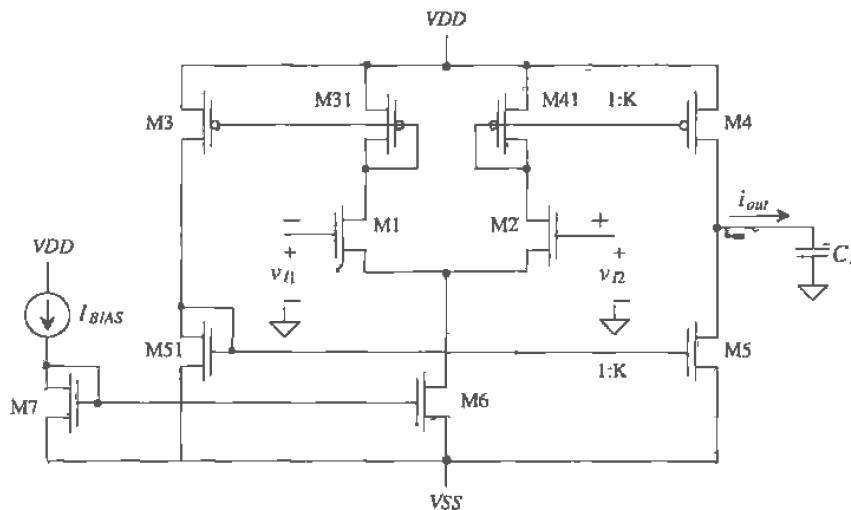 VDD
M3
M31
M41
1:K
M4
i_out
M1
M2
− +
+ v_I1 −
+ v_I2 −
VDD
I_BIAS
M51
M5
1:K
M7
M6
VSS